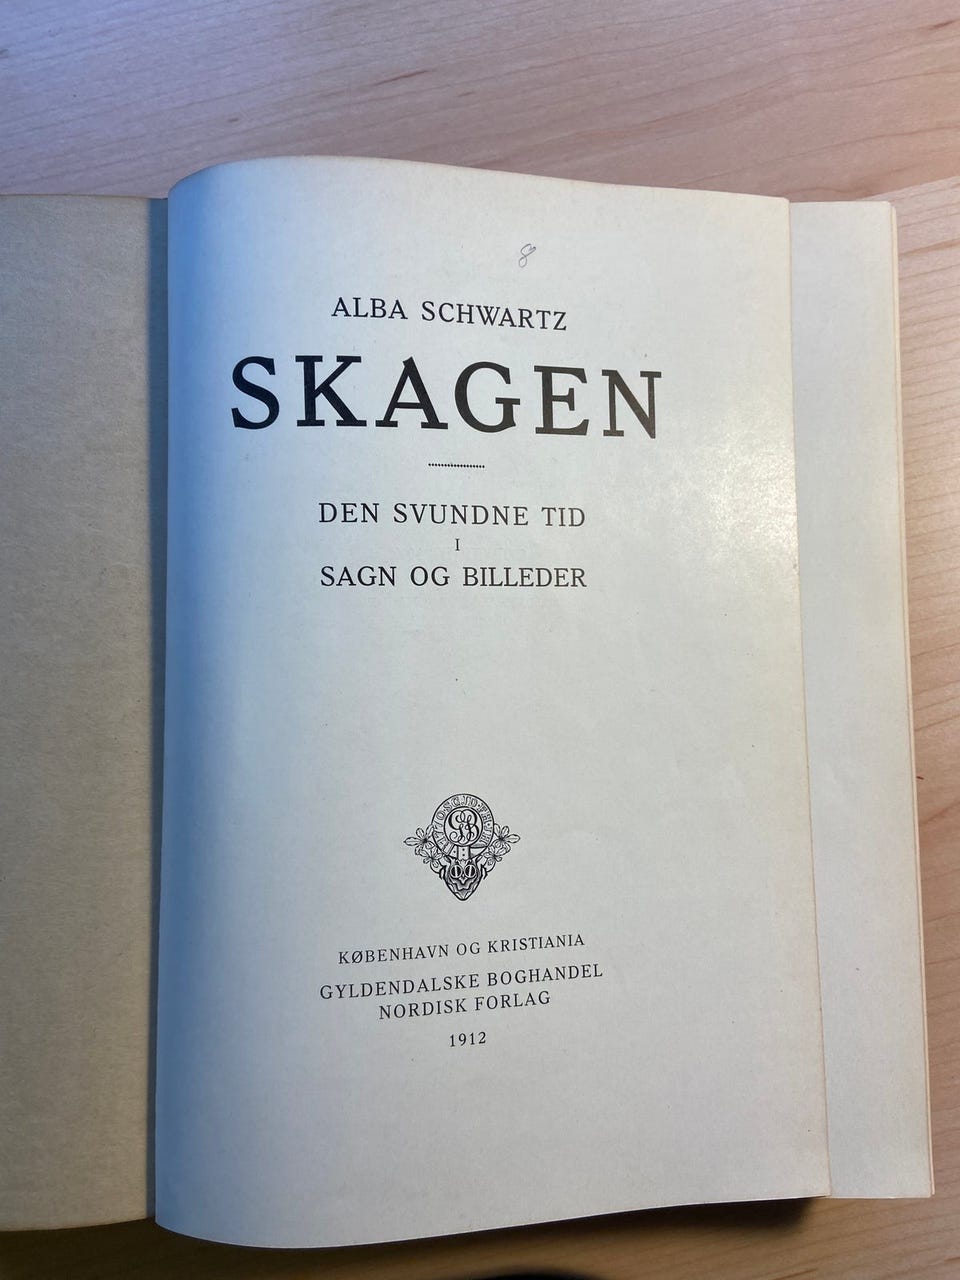 8
ALBA SCHWARTZ
SKAGEN
DEN SVUNDNE TID
I
SAGN OG BILLEDER
KØBENHAVN OG KRISTIANIA
GYLDENDALSKE BOGHANDEL
NORDISK FORLAG
1912